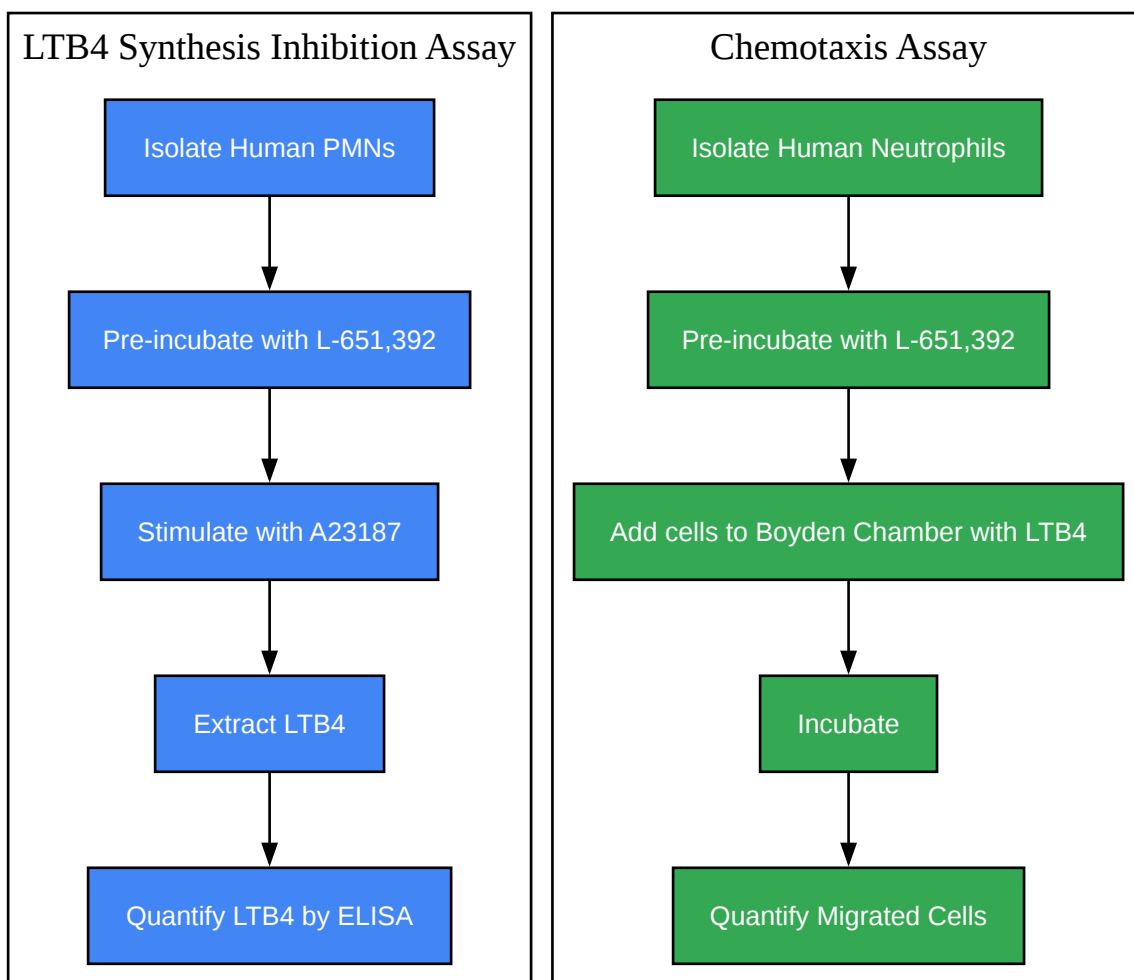 LTB4 Synthesis Inhibition Assay
Isolate Human PMNs
Pre-incubate with L-651,392
Stimulate with A23187
Extract LTB4
Quantify LTB4 by ELISA
Chemotaxis Assay
Isolate Human Neutrophils
Pre-incubate with L-651,392
Add cells to Boyden Chamber with LTB4
Incubate
Quantify Migrated Cells